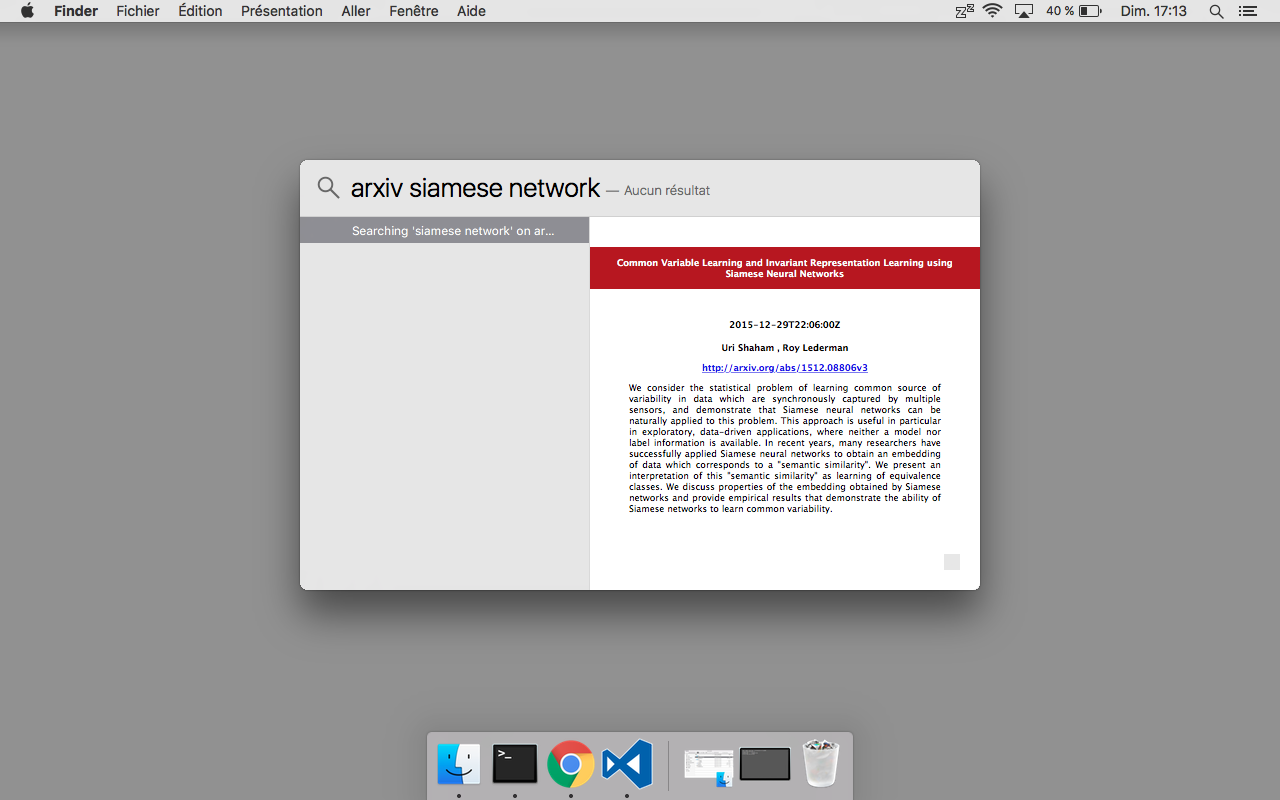 Finder Fichier Édition Présentation Aller Fenêtre Aide 40 % Dim. 17:13
arxiv siamese network — Aucun résultat
Searching 'siamese network' on ar...
Common Variable Learning and Invariant Representation Learning using
Siamese Neural Networks
2015-12-29T22:06:00Z
Uri Shaham , Roy Lederman
http://arxiv.org/abs/1512.08806v3
We consider the statistical problem of learning common source of
variability in data which are synchronously captured by multiple
sensors, and demonstrate that Siamese neural networks can be
naturally applied to this problem. This approach is useful in particular
in exploratory, data-driven applications, where neither a model nor
label information is available. In recent years, many researchers have
successfully applied Siamese neural networks to obtain an embedding
of data which corresponds to a "semantic similarity". We present an
interpretation of this "semantic similarity" as learning of equivalence
classes. We discuss properties of the embedding obtained by Siamese
networks and provide empirical results that demonstrate the ability of
Siamese networks to learn common variability.